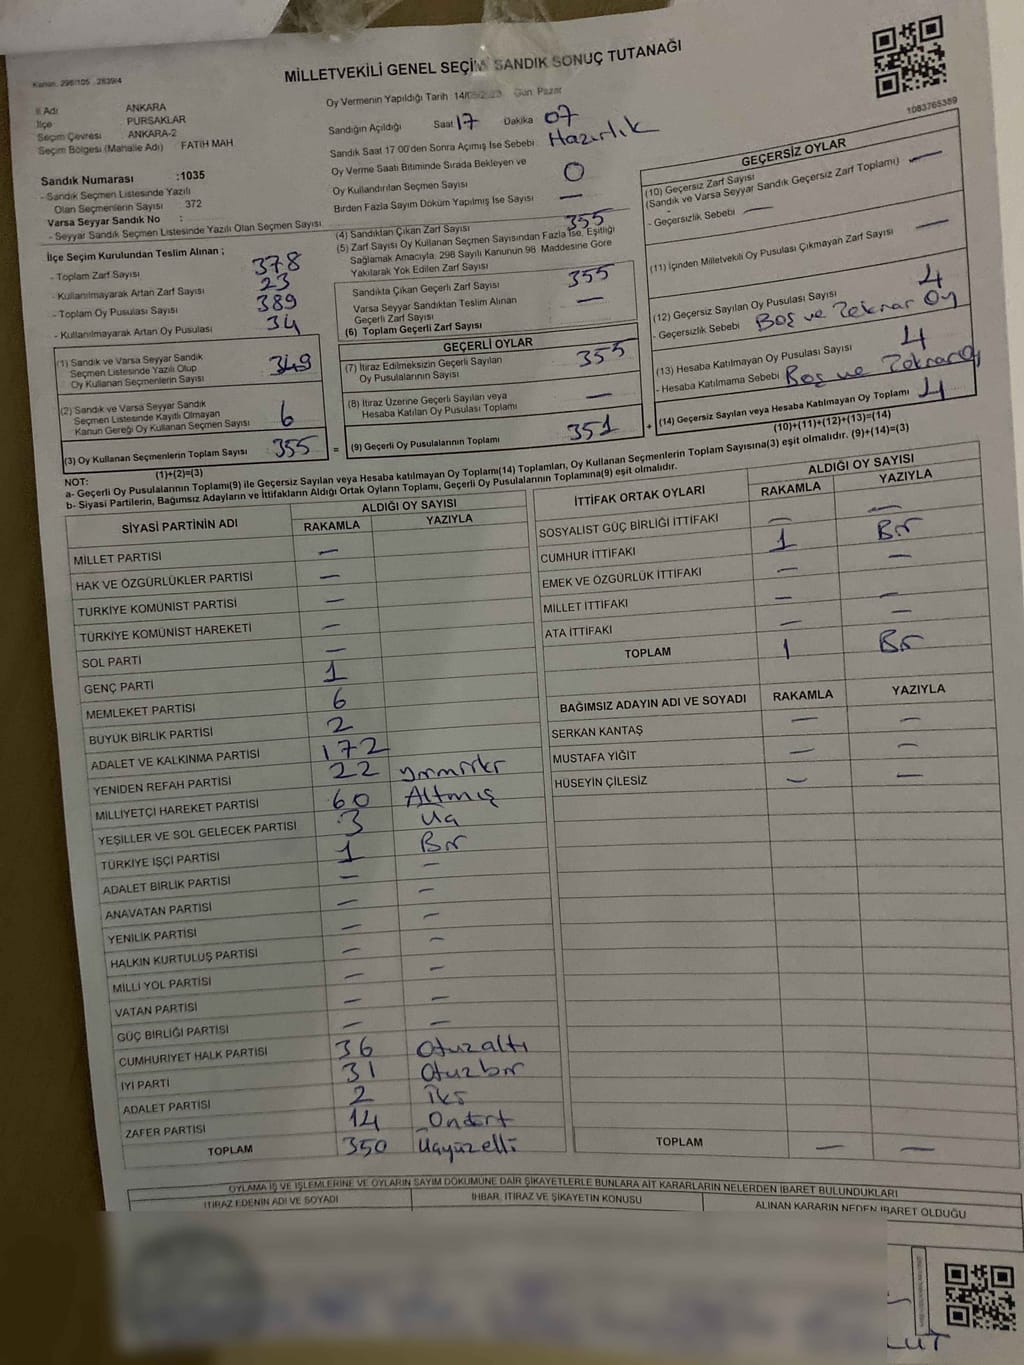 Kanun: 298/105 , 2839/4
MİLLETVEKİLİ GENEL SEÇİMİ SANDIK SONUÇ TUTANAĞI
1083765389
İl Adı ANKARA
İlçe PURSAKLAR
Seçim Çevresi ANKARA-2
Seçim Bölgesi (Mahalle Adı) FATİH MAH.
Sandık Numarası :1035
- Sandık Seçmen Listesinde Yazılı
Olan Seçmenlerin Sayısı 372
Varsa Seyyar Sandık No :
- Seyyar Sandık Seçmen Listesinde Yazılı Olan Seçmen Sayısı
Oy Vermenin Yapıldığı Tarih 14/05/2023 Gün: Pazar
Sandığın Açıldığı Saat 17 Dakika 07
Sandık Saat 17.00'den Sonra Açımış İse Sebebi: Hazırlık
Oy Verme Saati Bitiminde Sırada Bekleyen ve
Oy Kullandırılan Seçmen Sayısı 0
Birden Fazla Sayım Döküm Yapılmış İse Sayısı —
İlçe Seçim Kurulundan Teslim Alınan ;
- Toplam Zarf Sayısı 378
- Kullanılmayarak Artan Zarf Sayısı 23
- Toplam Oy Pusulası Sayısı 389
- Kullanılmayarak Artan Oy Pusulası 34
(1) Sandık ve Varsa Seyyar Sandık
Seçmen Listesinde Yazılı Olup
Oy Kullanan Seçmenlerin Sayısı 349
(2) Sandık ve Varsa Seyyar Sandık
Seçmen Listesinde Kayıtlı Olmayan
Kanun Gereği Oy Kullanan Seçmen Sayısı 6
(3) Oy Kullanan Seçmenlerin Toplam Sayısı 355
(1)+(2)=(3)
(4) Sandıktan Çıkan Zarf Sayısı 355
(5) Zarf Sayısı Oy Kullanan Seçmen Sayısından Fazla İse, Eşitliği
Sağlamak Amacıyla, 298 Sayılı Kanunun 98. Maddesine Göre
Yakılarak Yok Edilen Zarf Sayısı
Sandıkta Çıkan Geçerli Zarf Sayısı 355
Varsa Seyyar Sandıktan Teslim Alınan
Geçerli Zarf Sayısı —
(6) Toplam Geçerli Zarf Sayısı
GEÇERLİ OYLAR
(7) İtiraz Edilmeksizin Geçerli Sayılan
Oy Pusulalarının Sayısı 355
(8) İtiraz Üzerine Geçerli Sayılan veya
Hesaba Katılan Oy Pusulası Toplamı —
= (9) Geçerli Oy Pusulalarının Toplamı 351 +
GEÇERSİZ OYLAR
(10) Geçersiz Zarf Sayısı
(Sandık ve Varsa Seyyar Sandık Geçersiz Zarf Toplamı) —
- Geçersizlik Sebebi —
(11) İçinden Milletvekili Oy Pusulası Çıkmayan Zarf Sayısı —
(12) Geçersiz Sayılan Oy Pusulası Sayısı 4
- Geçersizlik Sebebi Boş ve Teknar Oy
(13) Hesaba Katılmayan Oy Pusulası Sayısı 4
- Hesaba Katılmama Sebebi Boş ve Teknar Oy
(14) Geçersiz Sayılan veya Hesaba Katılmayan Oy Toplamı 4
(10)+(11)+(12)+(13)=(14)
NOT:
a- Geçerli Oy Pusulalarının Toplamı(9) ile Geçersiz Sayılan veya Hesaba katılmayan Oy Toplamı(14) Toplamları, Oy Kullanan Seçmenlerin Toplam Sayısına(3) eşit olmalıdır. (9)+(14)=(3)
b- Siyasi Partilerin, Bağımsız Adayların ve İttifakların Aldığı Ortak Oyların Toplamı, Geçerli Oy Pusulalarının Toplamına(9) eşit olmalıdır.
SİYASİ PARTİNİN ADI ALDIĞI OY SAYISI
RAKAMLA YAZIYLA
MİLLET PARTİSİ —
HAK VE ÖZGÜRLÜKLER PARTİSİ —
TÜRKİYE KOMÜNİST PARTİSİ —
TÜRKİYE KOMÜNİST HAREKETİ —
SOL PARTİ —
GENÇ PARTİ 1
MEMLEKET PARTİSİ 6
BÜYÜK BİRLİK PARTİSİ 2
ADALET VE KALKINMA PARTİSİ 172
YENİDEN REFAH PARTİSİ 22 yirmiiki
MİLLİYETÇİ HAREKET PARTİSİ 60 Altmış
YEŞİLLER VE SOL GELECEK PARTİSİ 3 Üç
TÜRKİYE İŞÇİ PARTİSİ 1 Bir
ADALET BİRLİK PARTİSİ — —
ANAVATAN PARTİSİ — —
YENİLİK PARTİSİ — —
HALKIN KURTULUŞ PARTİSİ — —
MİLLİ YOL PARTİSİ — —
VATAN PARTİSİ — —
GÜÇ BİRLİĞİ PARTİSİ — —
CUMHURİYET HALK PARTİSİ 36 Otuzaltı
İYİ PARTİ 31 Otuzbir
ADALET PARTİSİ 2 İki
ZAFER PARTİSİ 14 Ondört
TOPLAM 350 Üçyüzelli
İTTİFAK ORTAK OYLARI ALDIĞI OY SAYISI
RAKAMLA YAZIYLA
SOSYALİST GÜÇ BİRLİĞİ İTTİFAKI — —
CUMHUR İTTİFAKI 1 Bir
EMEK VE ÖZGÜRLÜK İTTİFAKI — —
MİLLET İTTİFAKI — —
ATA İTTİFAKI — —
TOPLAM 1 Bir
BAĞIMSIZ ADAYIN ADI VE SOYADI RAKAMLA YAZIYLA
SERKAN KANTAŞ — —
MUSTAFA YİĞİT — —
HÜSEYİN ÇİLESİZ — —
TOPLAM — —
OYLAMA İŞ VE İŞLEMLERİNE VE OYLARIN SAYIM DÖKÜMÜNE DAİR ŞİKAYETLERLE BUNLARA AİT KARARLARIN NELERDEN İBARET BULUNDUKLARI
İTİRAZ EDENİN ADI VE SOYADI İHBAR, İTİRAZ VE ŞİKAYETİN KONUSU ALINAN KARARIN NEDEN İBARET OLDUĞU